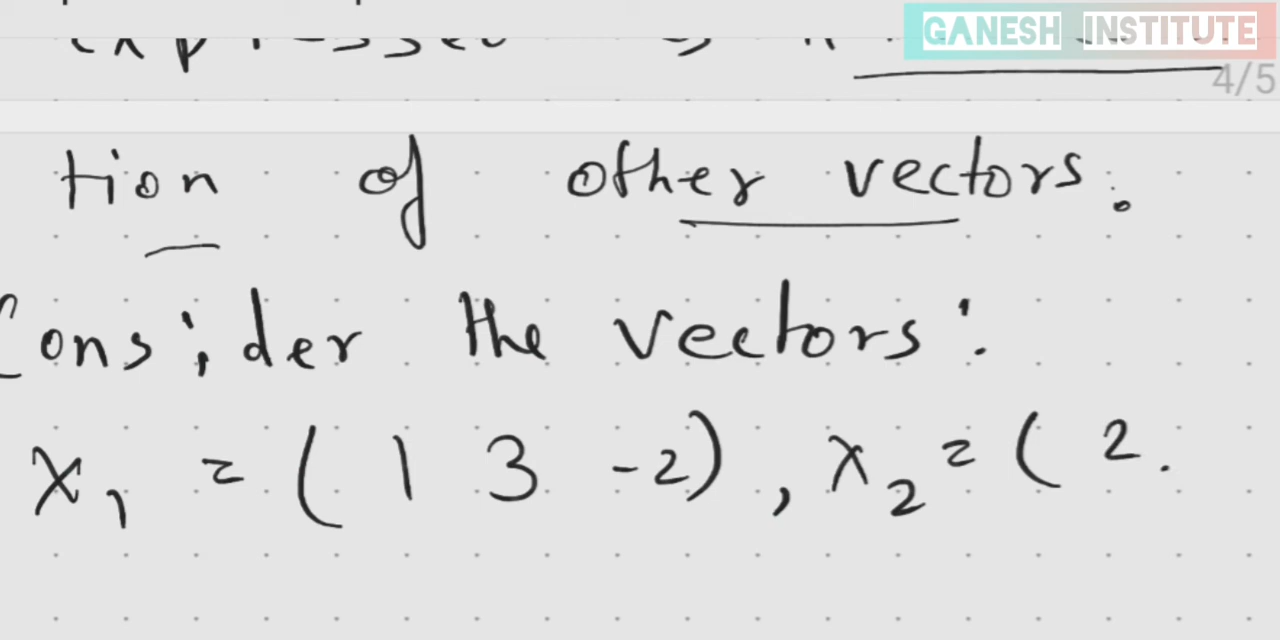 GANESH INSTITUTE
4/5
tion of other vectors.
Consider the vectors:
X1 = ( 1 3 -2) , X2 = ( 2.